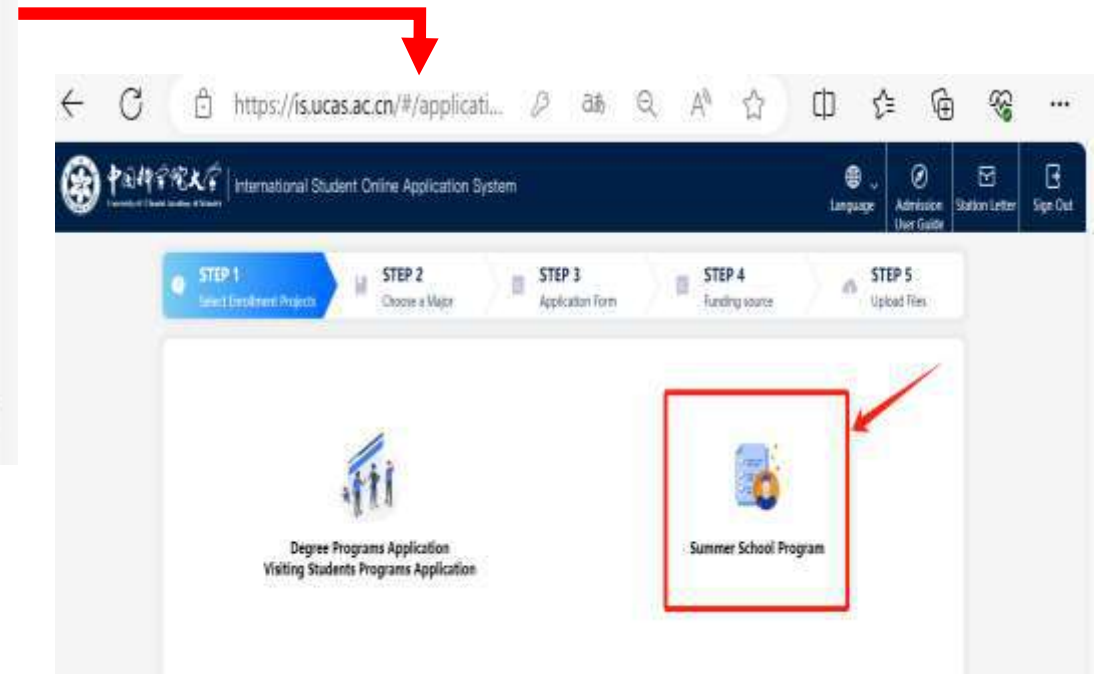 https://is.ucas.ac.cn/#/applicati...
中国科学院大学
International Student Online Application System
Language
Admission
User Guide
Station Letter
Sign Out
STEP 1
Select Enrollment Projects
STEP 2
Choose a Major
STEP 3
Application Form
STEP 4
Funding source
STEP 5
Upload Files
Degree Programs Application
Visiting Students Programs Application
Summer School Program